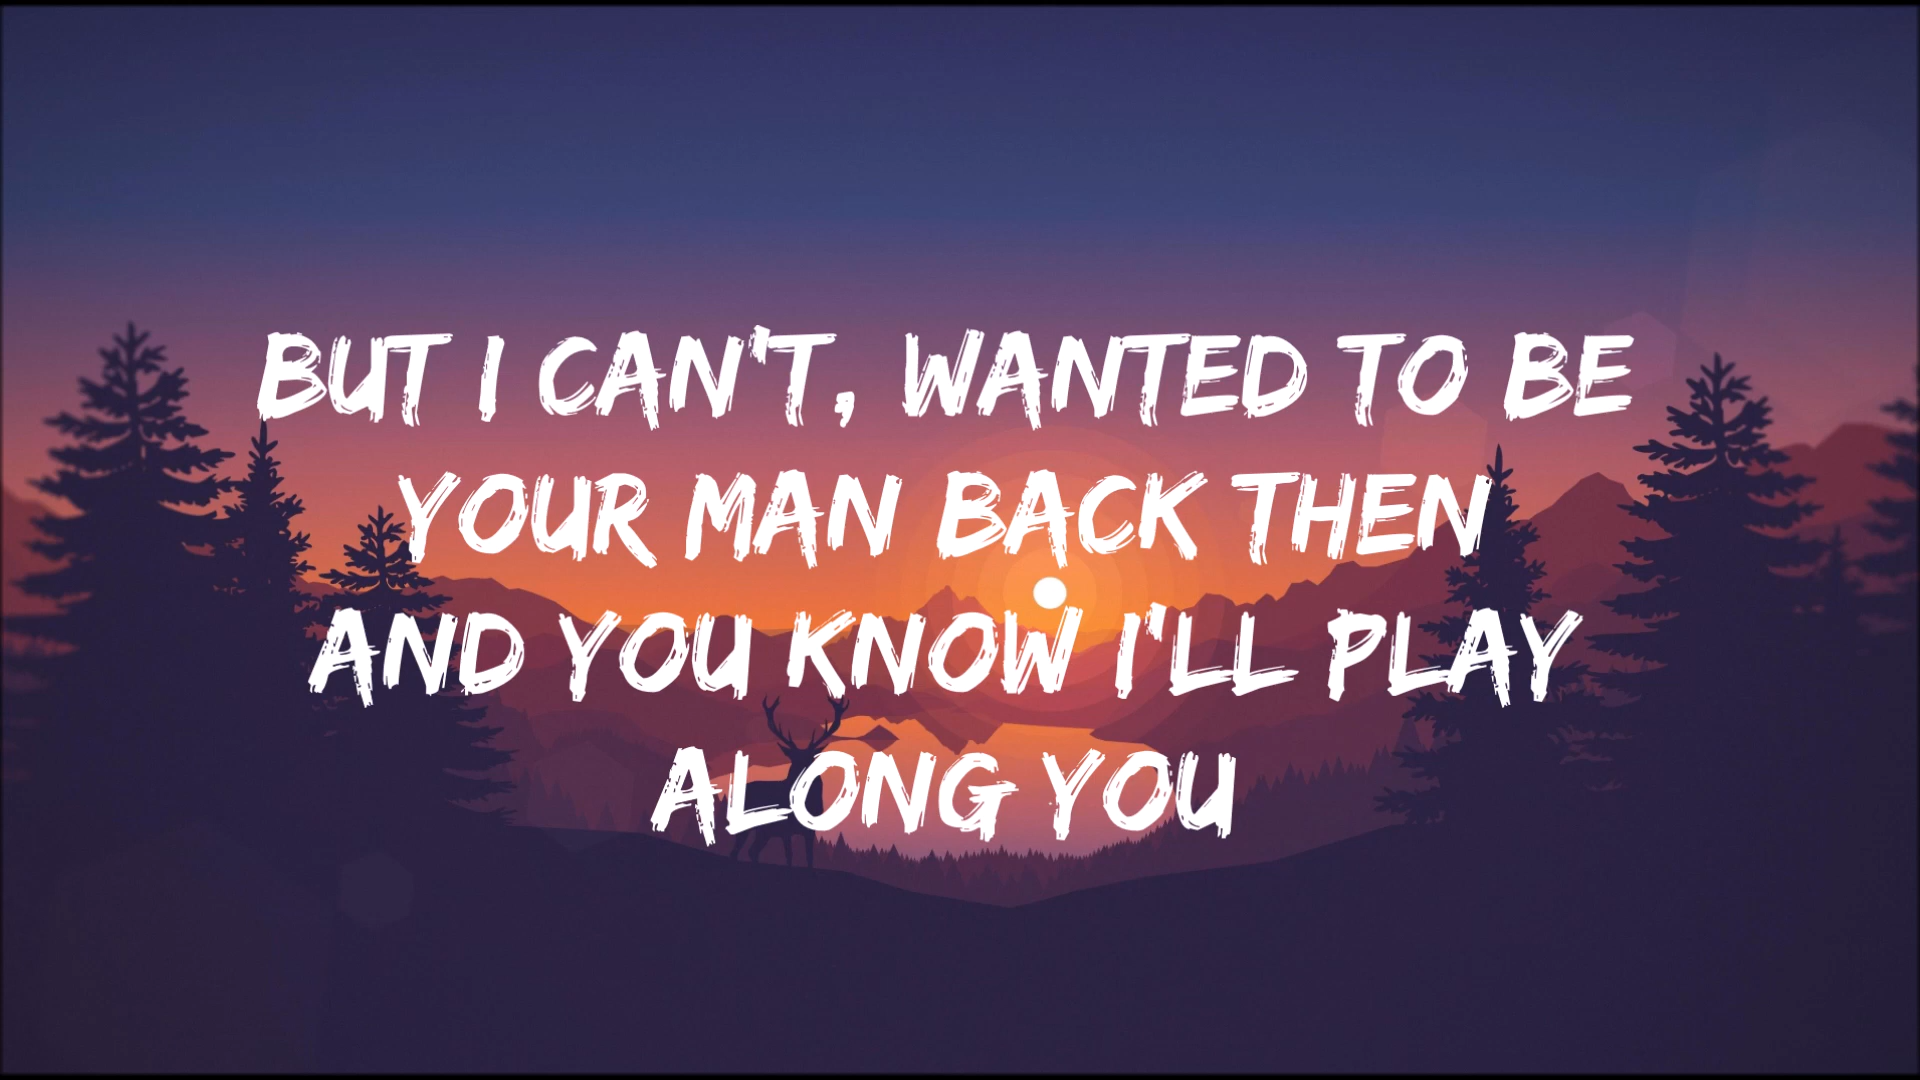 BUT I CAN'T, WANTED TO BE
YOUR MAN BACK THEN
AND YOU KNOW I'LL PLAY
ALONG YOU